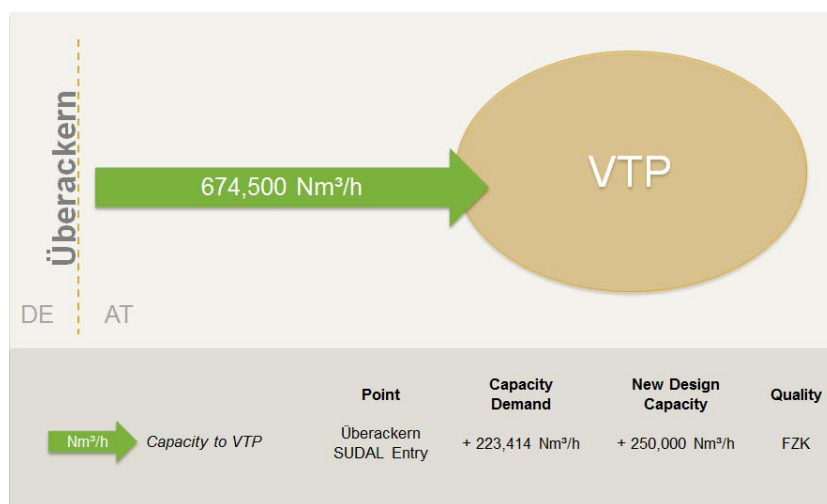 Überackern
674,500 Nm³/h
VTP
DE
AT
Point
Capacity
Demand
New Design
Capacity
Quality
Nm³/h
Capacity to VTP
Überackern
SUDAL Entry
+ 223,414 Nm³/h
+ 250,000 Nm³/h
FZK